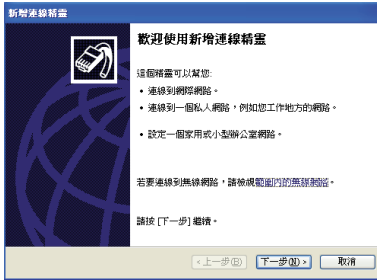 新增連線精靈
歡迎使用新增連線精靈
這個精靈可以幫您:
• 連線到網際網路。
• 連線到一個私人網路，例如您工作地方的網路。
• 設定一個家用或小型辦公室網路。
若要連線到無線網路，請檢視範圍內的無線網路。
請按 [下一步] 繼續。
<上一步(B) 下一步(N)> 取消